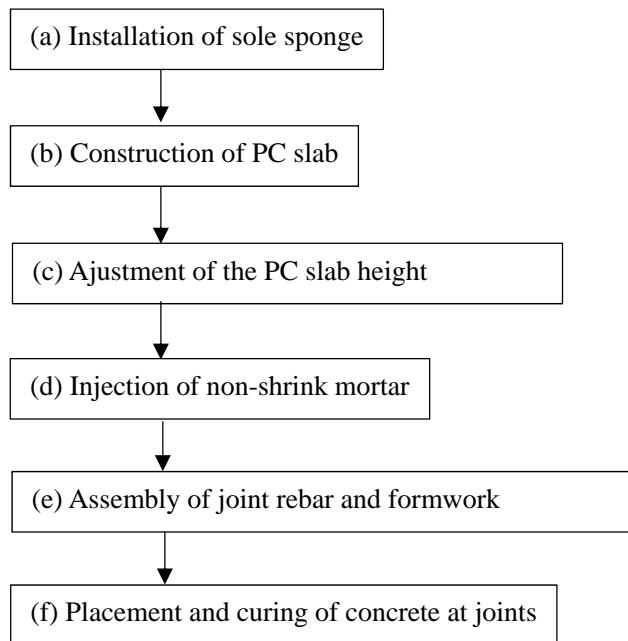 (a) Installation of sole sponge
(b) Construction of PC slab
(c) Ajustment of the PC slab height
(d) Injection of non-shrink mortar
(e) Assembly of joint rebar and formwork
(f) Placement and curing of concrete at joints